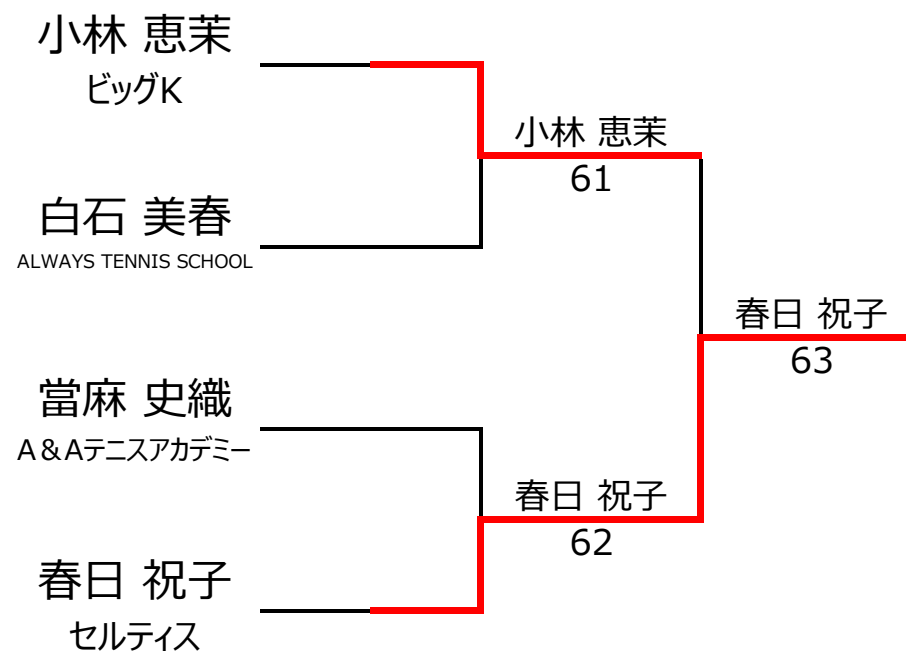 小林 恵茉
ビッグK
白石 美春
ALWAYS TENNIS SCHOOL
當麻 史織
A＆Aテニスアカデミー
春日 祝子
セルティス
小林 恵茉
61
春日 祝子
62
春日 祝子
63